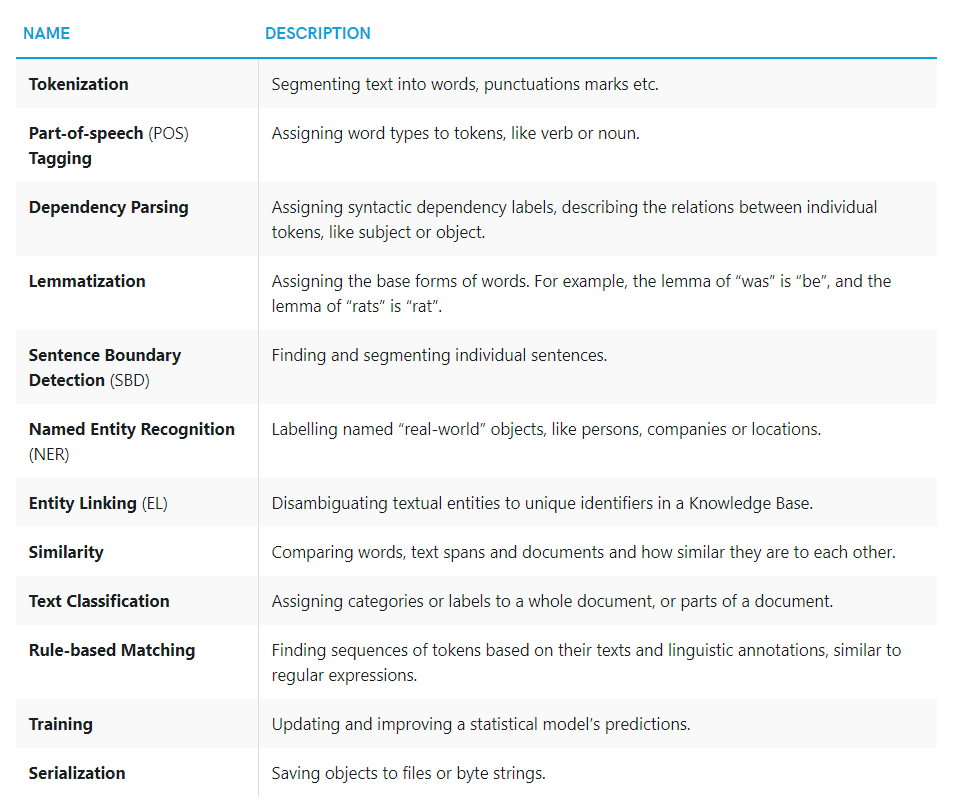 NAME DESCRIPTION
Tokenization Segmenting text into words, punctuations marks etc.
Part-of-speech (POS) Assigning word types to tokens, like verb or noun.
Tagging
Dependency Parsing Assigning syntactic dependency labels, describing the relations between individual
tokens, like subject or object.
Lemmatization Assigning the base forms of words. For example, the lemma of “was” is “be”, and the
lemma of “rats” is “rat”.
Sentence Boundary Finding and segmenting individual sentences.
Detection (SBD)
Named Entity Recognition Labelling named “real-world” objects, like persons, companies or locations.
(NER)
Entity Linking (EL) Disambiguating textual entities to unique identifiers in a Knowledge Base.
Similarity Comparing words, text spans and documents and how similar they are to each other.
Text Classification Assigning categories or labels to a whole document, or parts of a document.
Rule-based Matching Finding sequences of tokens based on their texts and linguistic annotations, similar to
regular expressions.
Training Updating and improving a statistical model’s predictions.
Serialization Saving objects to files or byte strings.